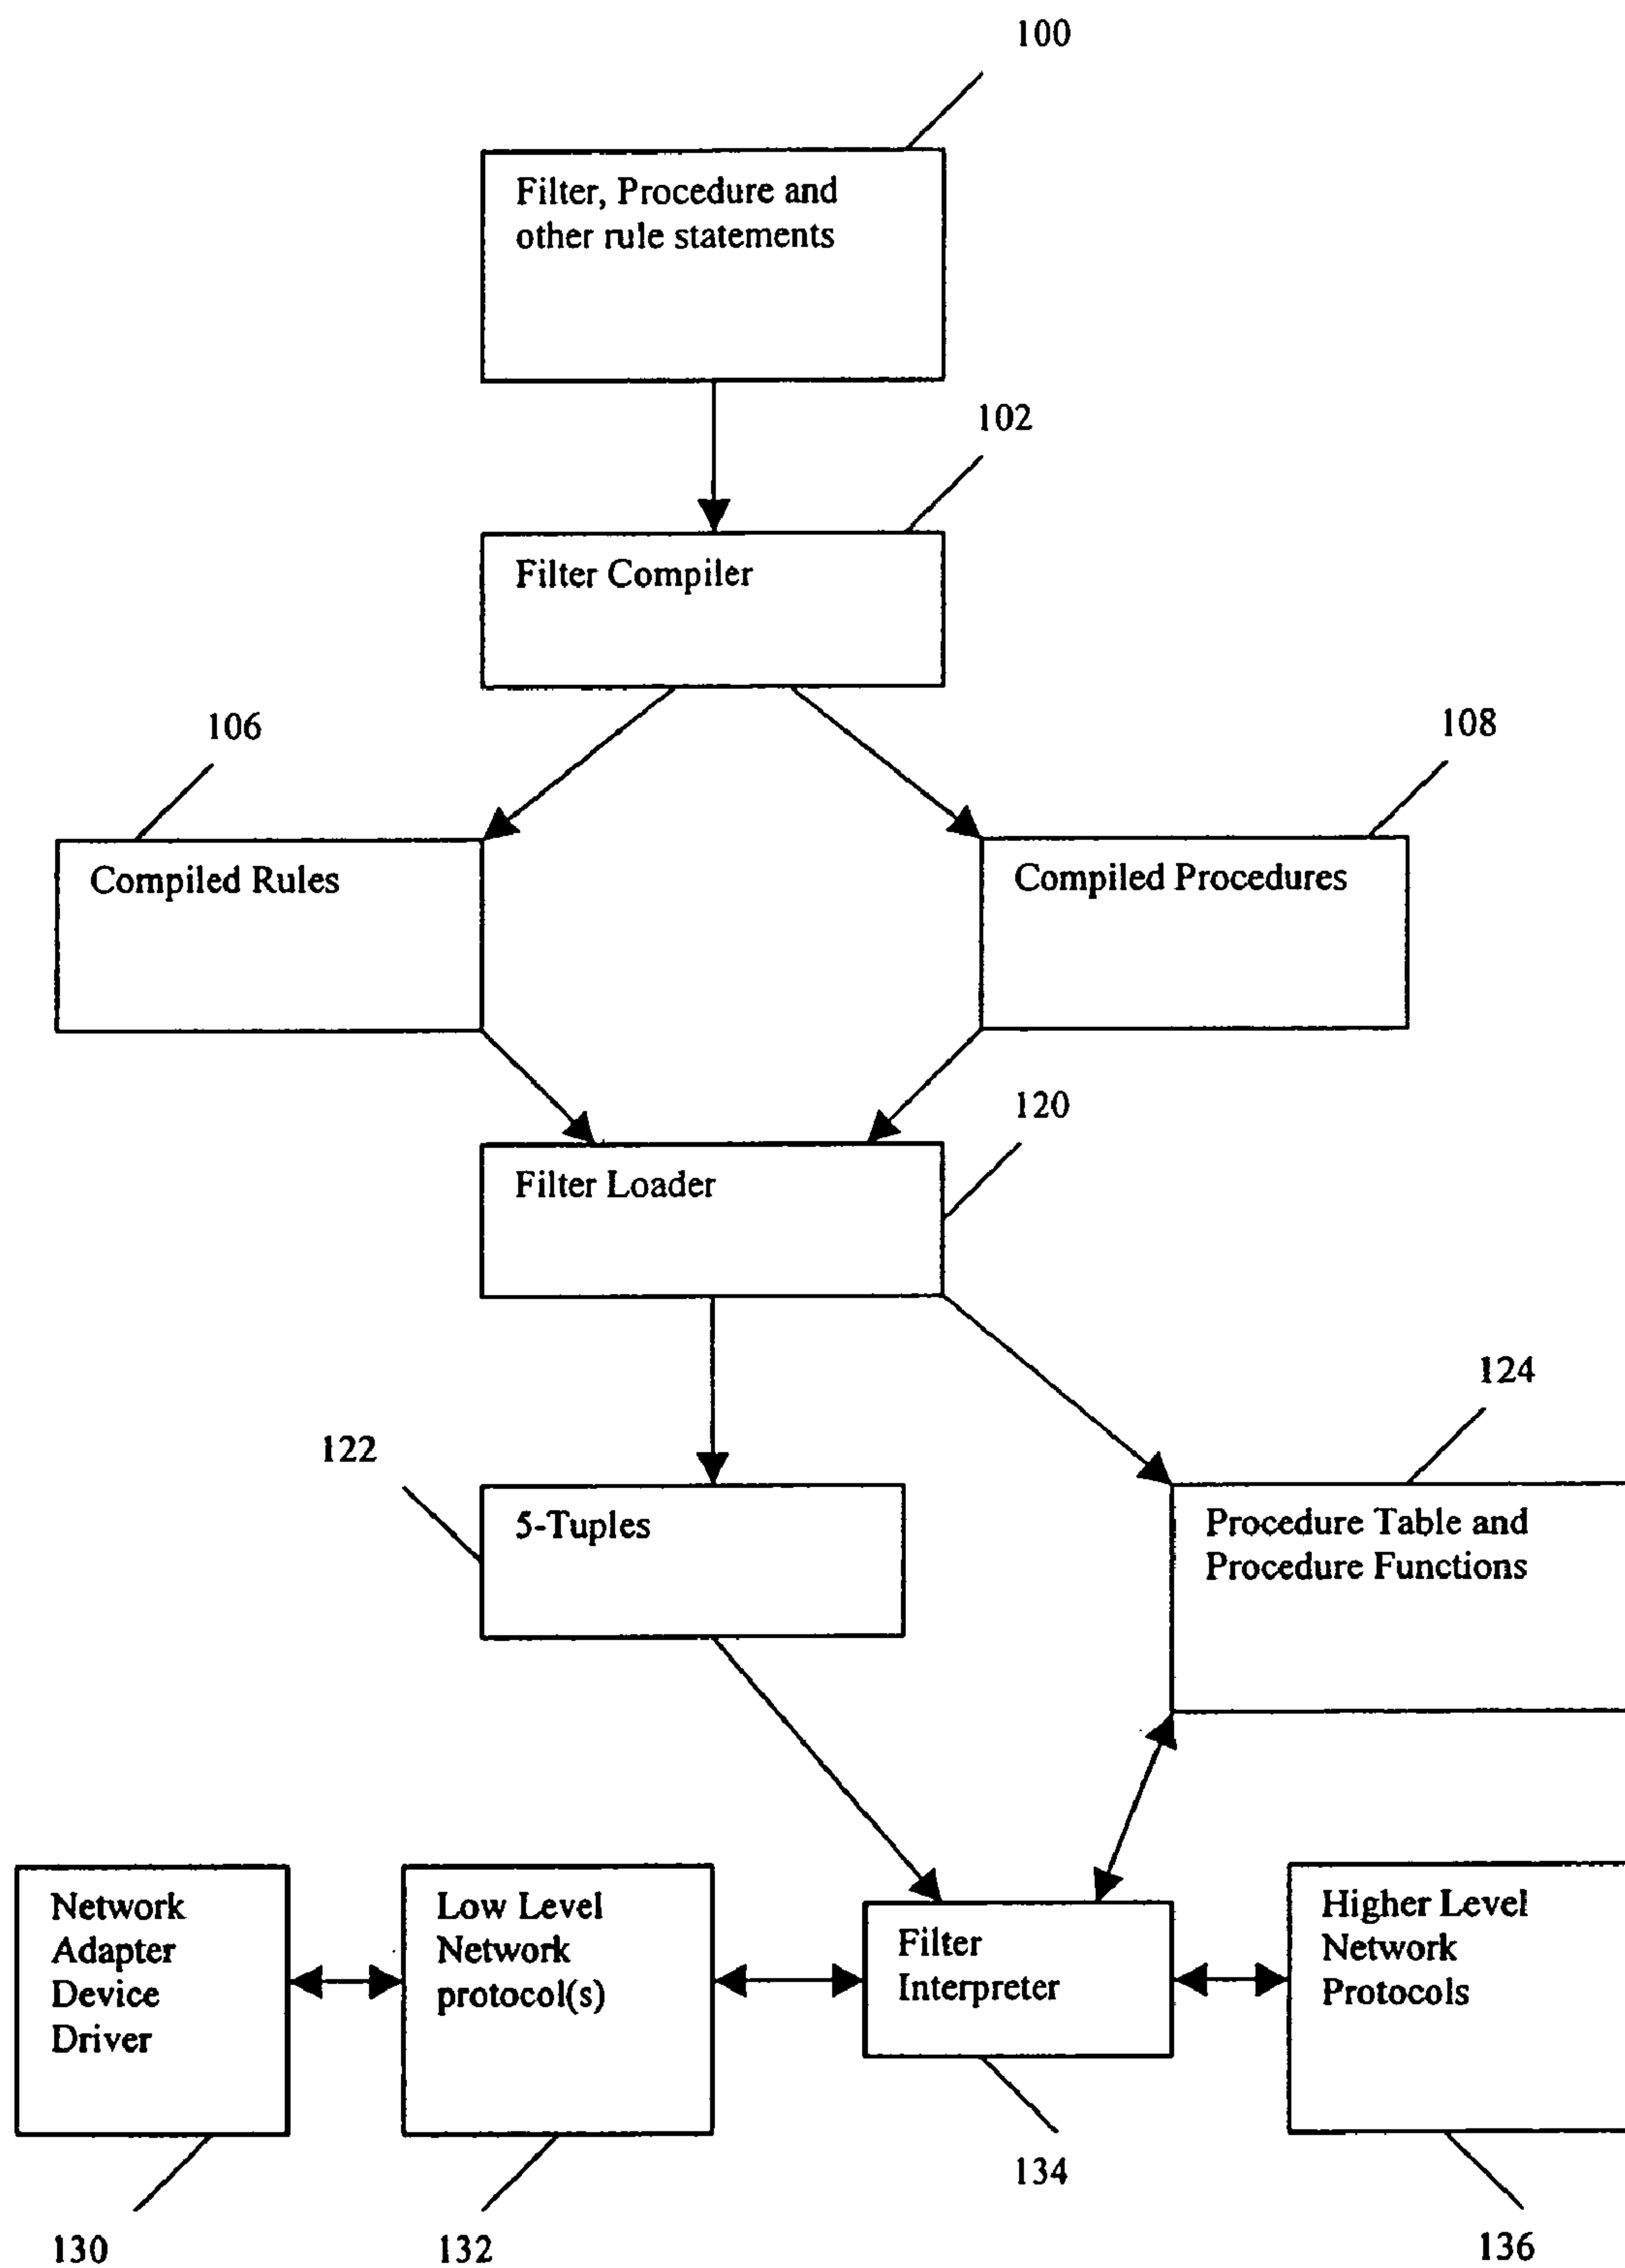 100
Filter, Procedure and
other rule statements
102
Filter Compiler
106
108
Compiled Rules
Compiled Procedures
120
Filter Loader
124
122
5-Tuples
Procedure Table and
Procedure Functions
Network
Adapter
Device
Driver
Low Level
Network
protocol(s)
Filter
Interpreter
Higher Level
Network
Protocols
134
130
132
136